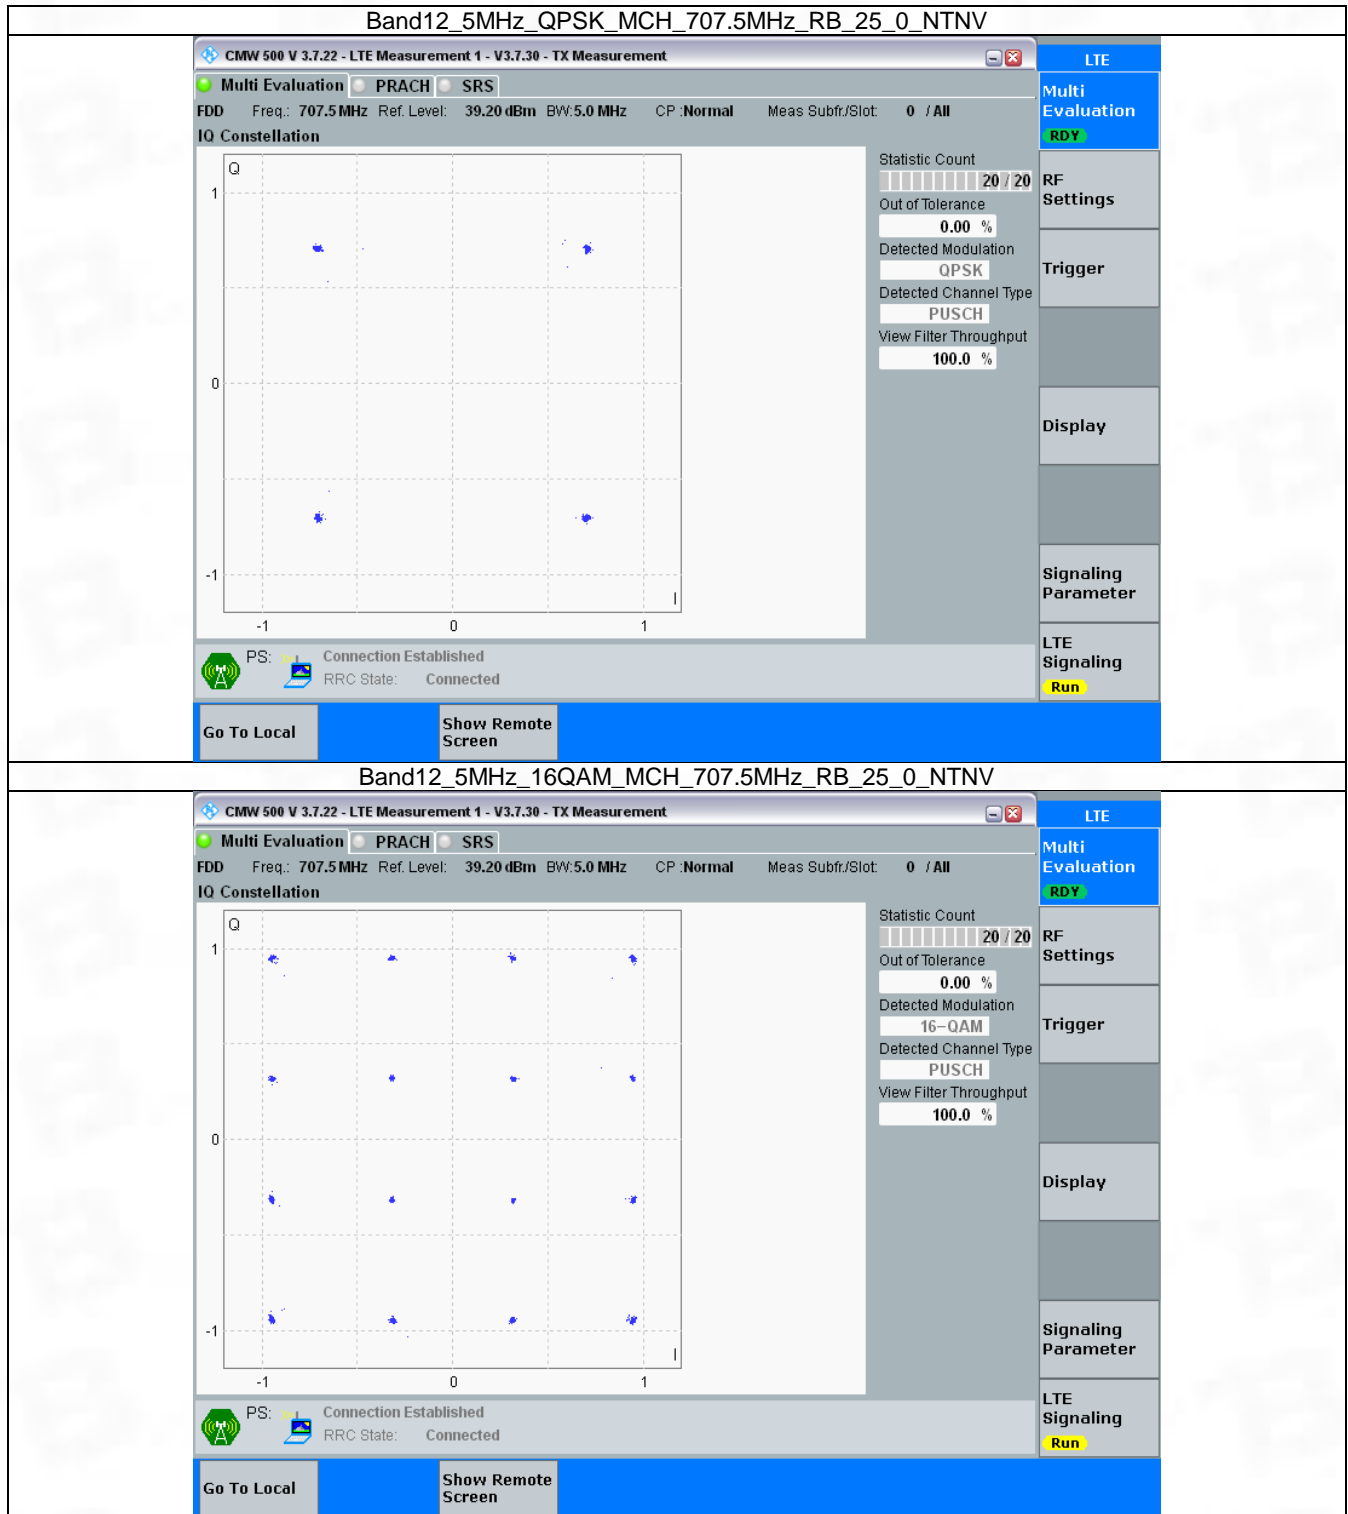 Band12_5MHz_QPSK_MCH_707.5MHz_RB_25_0_NTNV
CMW 500 V 3.7.22 - LTE Measurement 1 - V3.7.30 - TX Measurement
LTE
Multi Evaluation PRACH SRS
Multi
Evaluation
RDY
FDD Freq.: 707.5 MHz Ref. Level: 39.20 dBm BW: 5.0 MHz CP : Normal Meas Subfr./Slot: 0 / All
IQ Constellation
Q
1
0
-1
I
-1 0 1
Statistic Count
20 / 20
Out of Tolerance
0.00 %
Detected Modulation
QPSK
Detected Channel Type
PUSCH
View Filter Throughput
100.0 %
RF
Settings
Trigger
Display
Signaling
Parameter
LTE
Signaling
Run
PS: Connection Established
RRC State: Connected
Go To Local
Show Remote
Screen
Band12_5MHz_16QAM_MCH_707.5MHz_RB_25_0_NTNV
CMW 500 V 3.7.22 - LTE Measurement 1 - V3.7.30 - TX Measurement
LTE
Multi Evaluation PRACH SRS
Multi
Evaluation
RDY
FDD Freq.: 707.5 MHz Ref. Level: 39.20 dBm BW: 5.0 MHz CP : Normal Meas Subfr./Slot: 0 / All
IQ Constellation
Q
1
0
-1
I
-1 0 1
Statistic Count
20 / 20
Out of Tolerance
0.00 %
Detected Modulation
16-QAM
Detected Channel Type
PUSCH
View Filter Throughput
100.0 %
RF
Settings
Trigger
Display
Signaling
Parameter
LTE
Signaling
Run
PS: Connection Established
RRC State: Connected
Go To Local
Show Remote
Screen